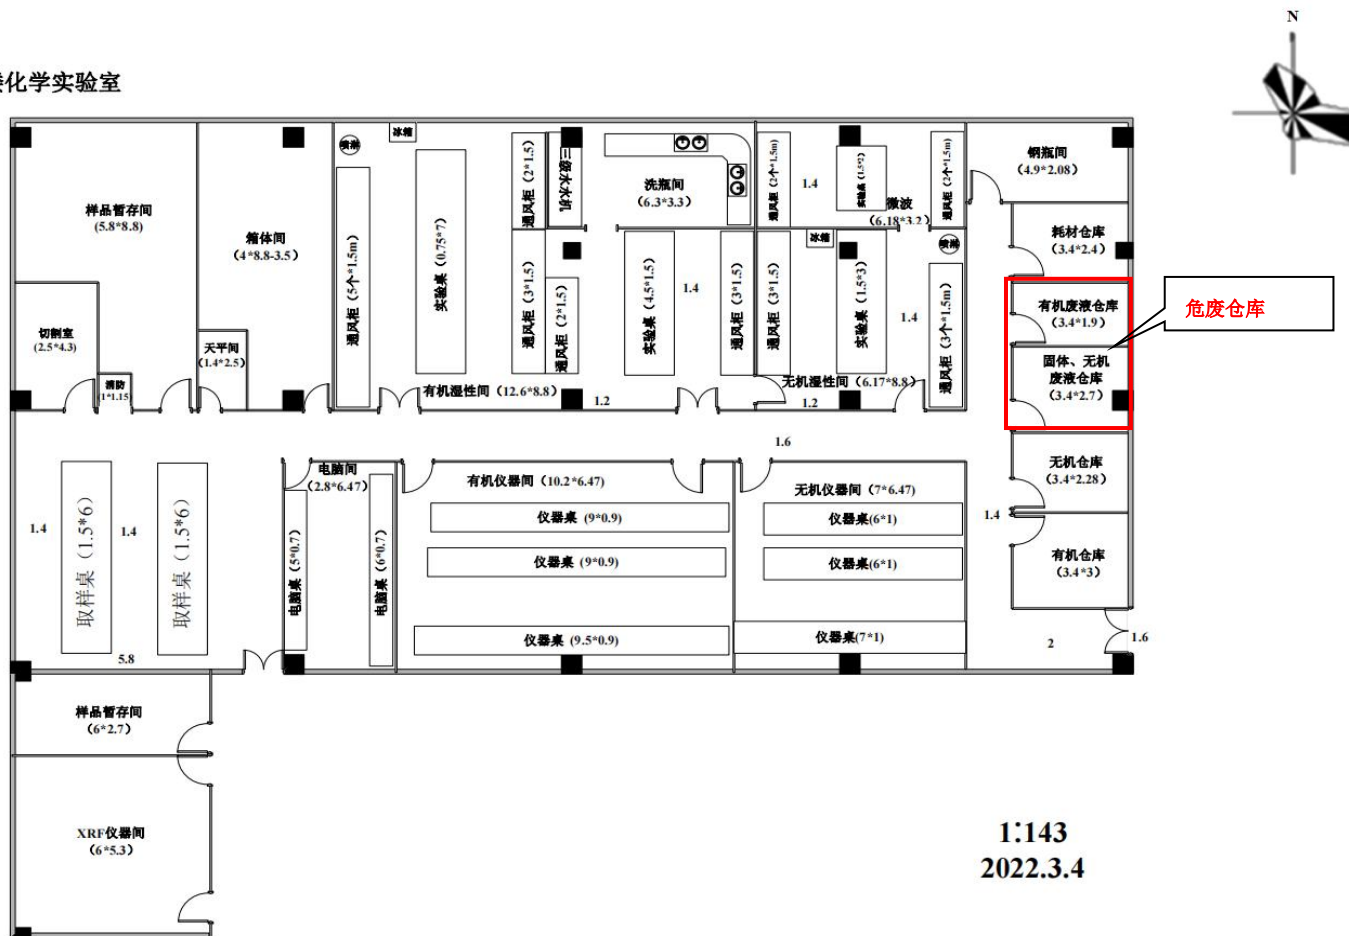 N
化学实验室
喷淋
冰箱
样品暂存间
(5.8*8.8)
箱体间
(4*8.8-3.5)
切割室
(2.5*4.3)
消防
(1*1.15)
天平间
(1.4*2.5)
通风柜（5个*1.5m）
实验桌（0.75*7）
通风柜（2*1.5）
三级水水机
通风柜（3*1.5）
通风柜（2*1.5）
有机湿性间（12.6*8.8）
洗瓶间
(6.3*3.3)
实验桌（4.5*1.5）
1.4
通风柜（3*1.5）
1.2
通风柜（2个*1.5m）
1.4
实验桌（1.5*2）
微波
（6.18*3.2）
通风柜（2个*1.5m）
冰箱
喷淋
通风柜（3*1.5）
实验桌（1.5*3）
1.4
通风柜（3个*1.5m）
无机湿性间（6.17*8.8）
1.2
钢瓶间
(4.9*2.08)
耗材仓库
(3.4*2.4)
有机废液仓库
(3.4*1.9)
固体、无机
废液仓库
(3.4*2.7)
危废仓库
无机仓库
(3.4*2.28)
有机仓库
(3.4*3)
1.6
1.4
2
1.6
1.4
取样桌（1.5*6）
1.4
取样桌（1.5*6）
5.8
电脑间
（2.8*6.47）
电脑桌（5*0.7）
电脑桌（6*0.7）
有机仪器间（10.2*6.47）
仪器桌 (9*0.9)
仪器桌 (9*0.9)
仪器桌 (9.5*0.9)
无机仪器间（7*6.47）
仪器桌(6*1)
仪器桌(6*1)
仪器桌(7*1)
样品暂存间
（6*2.7）
XRF仪器间
（6*5.3）
1:143
2022.3.4